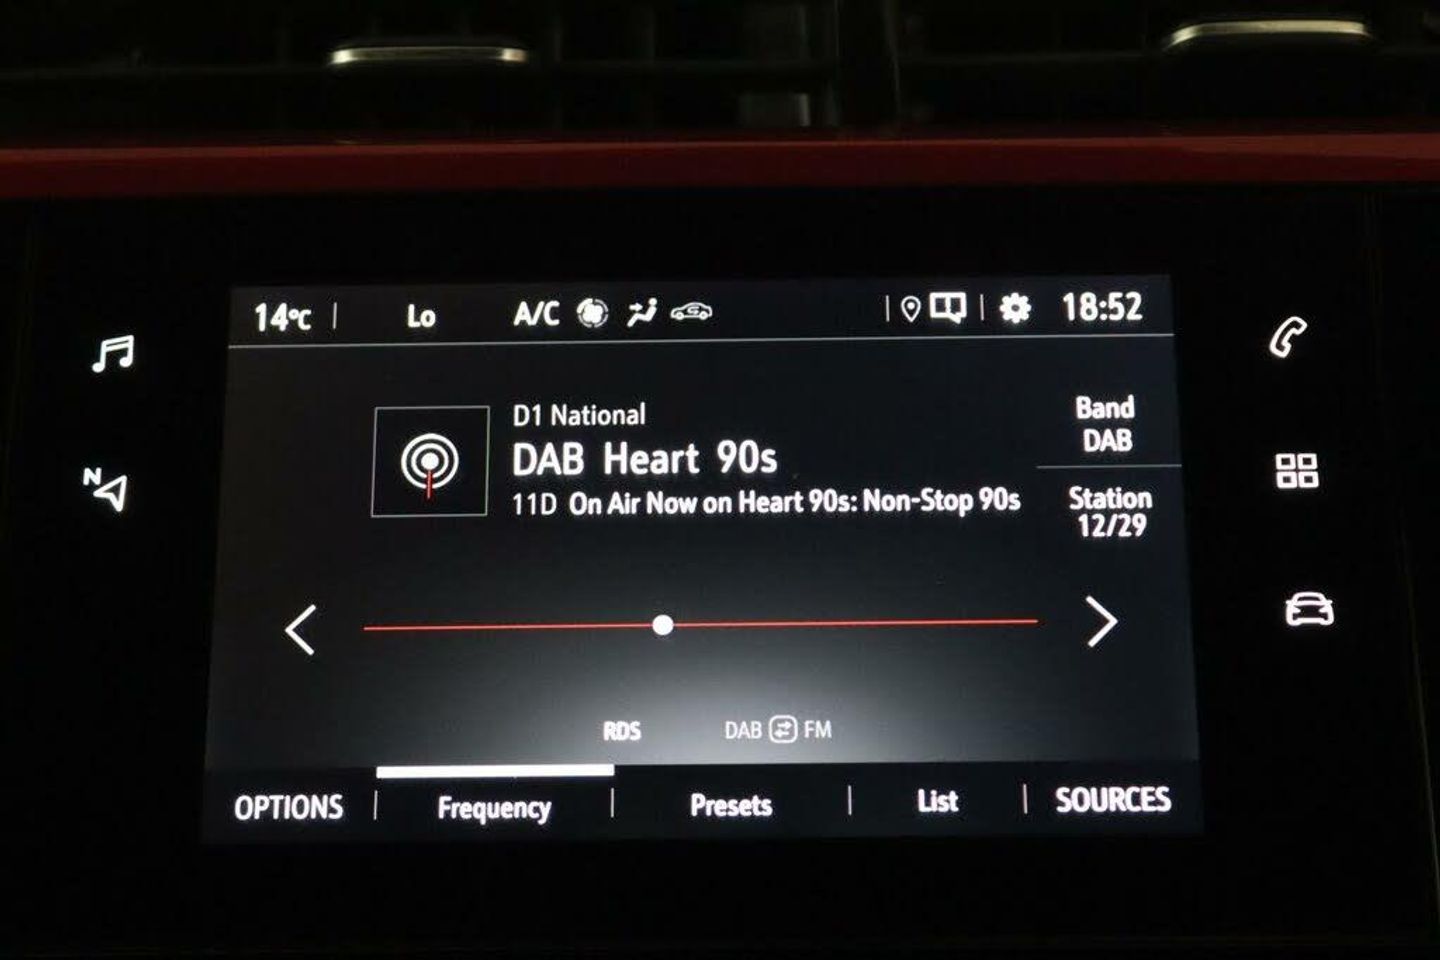 14°C | Lo A/C | | 18:52
D1 National
DAB Heart 90s
11D On Air Now on Heart 90s: Non-Stop 90s
Band
DAB
Station
12/29
N
RDS DAB FM
OPTIONS | Frequency | Presets | List | SOURCES